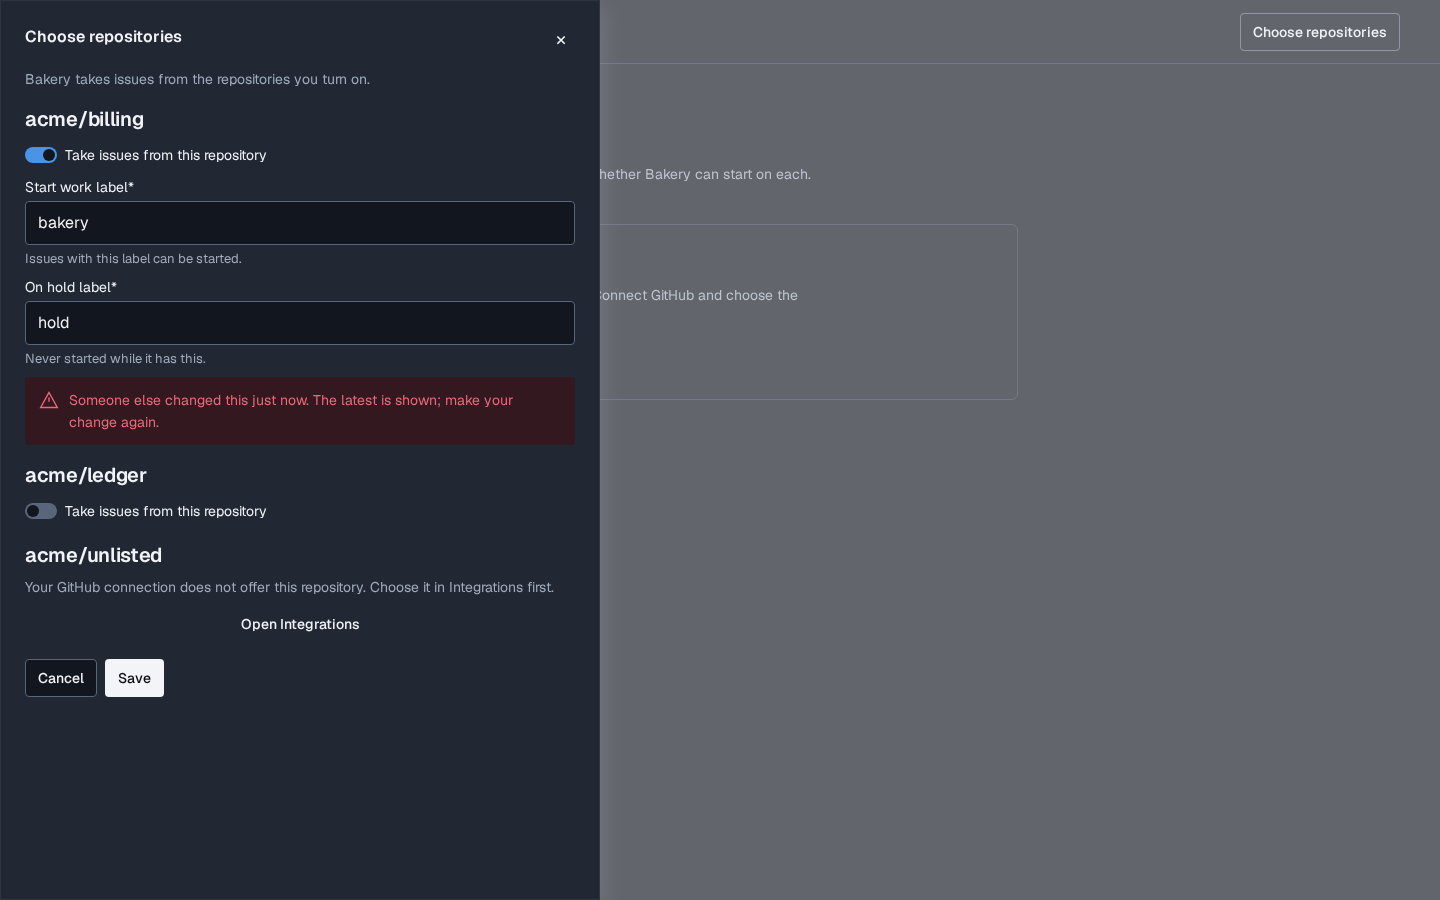 Choose repositories
×
Choose repositories
Bakery takes issues from the repositories you turn on.
acme/billing
Take issues from this repository
hether Bakery can start on each.
Start work label*
bakery
Issues with this label can be started.
On hold label*
onnect GitHub and choose the
hold
Never started while it has this.
Someone else changed this just now. The latest is shown; make your
change again.
acme/ledger
Take issues from this repository
acme/unlisted
Your GitHub connection does not offer this repository. Choose it in Integrations first.
Open Integrations
Cancel
Save